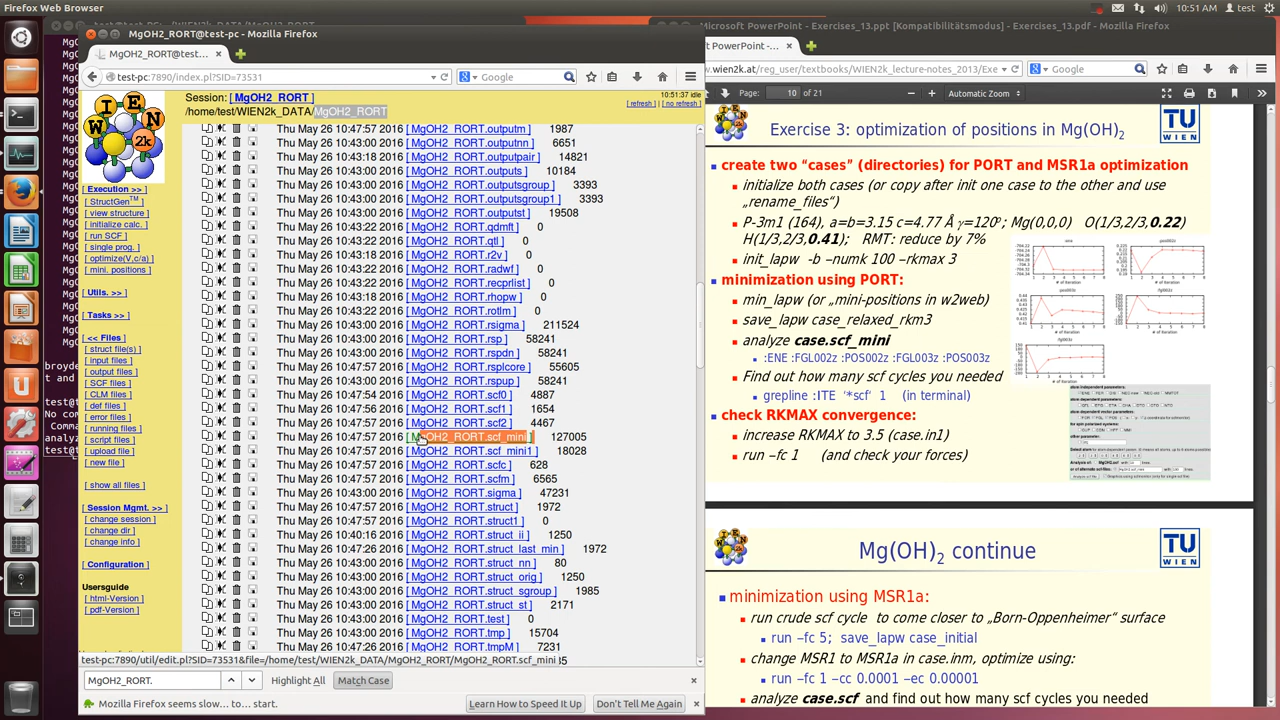 Firefox Web Browser
10:51 AM
test
MgOH2_RORT@test-pc - Mozilla Firefox
MgOH2_RORT@test...
test-pc:7890/index.pl?SID=73531
Google
Session: [ MgOH2_RORT ]
/home/test/WIEN2k_DATA/MgOH2_RORT
10:51:37 idle
[ refresh ] [ no refresh ]
WIEN
2k
[ Execution >> ]
[ StructGen™ ]
[ view structure ]
[ initialize calc. ]
[ run SCF ]
[ single prog. ]
[ optimize(V,c/a) ]
[ mini. positions ]
[ Utils. >> ]
[ Tasks >> ]
[ << Files ]
[ struct file(s) ]
[ input files ]
[ output files ]
[ SCF files ]
[ CLM files ]
[ def files ]
[ error files ]
[ running files ]
[ script files ]
[ upload file ]
[ new file ]
[ show all files ]
[ Session Mgmt. >> ]
[ change session ]
[ change dir ]
[ change info ]
[ Configuration ]
Usersguide
[ html-Version ]
[ pdf-Version ]
Thu May 26 10:47:57 2016 [ MgOH2_RORT.outputm ] 1987
Thu May 26 10:43:00 2016 [ MgOH2_RORT.outputnn ] 6651
Thu May 26 10:43:18 2016 [ MgOH2_RORT.outputpair ] 14821
Thu May 26 10:43:00 2016 [ MgOH2_RORT.outputs ] 10184
Thu May 26 10:43:00 2016 [ MgOH2_RORT.outputsgroup ] 3393
Thu May 26 10:43:00 2016 [ MgOH2_RORT.outputsgroup1 ] 3393
Thu May 26 10:43:00 2016 [ MgOH2_RORT.outputst ] 19508
Thu May 26 10:43:22 2016 [ MgOH2_RORT.qdmft ] 0
Thu May 26 10:43:22 2016 [ MgOH2_RORT.qtl ] 0
Thu May 26 10:43:22 2016 [ MgOH2_RORT.r2v ] 0
Thu May 26 10:43:22 2016 [ MgOH2_RORT.radwf ] 0
Thu May 26 10:43:22 2016 [ MgOH2_RORT.recprlist ] 0
Thu May 26 10:43:22 2016 [ MgOH2_RORT.rhopw ] 0
Thu May 26 10:43:22 2016 [ MgOH2_RORT.rotlm ] 0
Thu May 26 10:43:00 2016 [ MgOH2_RORT.rsigma ] 211524
Thu May 26 10:43:00 2016 [ MgOH2_RORT.rsp ] 58241
Thu May 26 10:43:00 2016 [ MgOH2_RORT.rspdn ] 58241
Thu May 26 10:47:57 2016 [ MgOH2_RORT.rsplcore ] 55605
Thu May 26 10:43:00 2016 [ MgOH2_RORT.rspup ] 58241
Thu May 26 10:47:56 2016 [ MgOH2_RORT.scf0 ] 4887
Thu May 26 10:47:56 2016 [ MgOH2_RORT.scf1 ] 1654
Thu May 26 10:47:57 2016 [ MgOH2_RORT.scf2 ] 4467
Thu May 26 10:47:57 2016 [ MgOH2_RORT.scf_mini ] 127005
Thu May 26 10:47:57 2016 [ MgOH2_RORT.scf_mini1 ] 18028
Thu May 26 10:47:57 2016 [ MgOH2_RORT.scfc ] 628
Thu May 26 10:47:57 2016 [ MgOH2_RORT.scfm ] 6565
Thu May 26 10:43:00 2016 [ MgOH2_RORT.sigma ] 47231
Thu May 26 10:47:57 2016 [ MgOH2_RORT.struct ] 1972
Thu May 26 10:47:57 2016 [ MgOH2_RORT.struct1 ] 0
Thu May 26 10:40:16 2016 [ MgOH2_RORT.struct_ii ] 1250
Thu May 26 10:47:26 2016 [ MgOH2_RORT.struct_last_min ] 1972
Thu May 26 10:43:00 2016 [ MgOH2_RORT.struct_nn ] 80
Thu May 26 10:43:00 2016 [ MgOH2_RORT.struct_orig ] 1250
Thu May 26 10:43:00 2016 [ MgOH2_RORT.struct_sgroup ] 1985
Thu May 26 10:43:00 2016 [ MgOH2_RORT.struct_st ] 2171
Thu May 26 10:43:00 2016 [ MgOH2_RORT.test ] 0
Thu May 26 10:47:57 2016 [ MgOH2_RORT.tmp ] 15704
Thu May 26 10:47:57 2016 [ MgOH2_RORT.tmpM ] 7231
test-pc:7890/util/edit.pl?SID=73531&file=/home/test/WIEN2k_DATA/MgOH2_RORT/MgOH2_RORT.scf_mini
MgOH2_RORT.
Highlight All
Match Case
Mozilla Firefox seems slow... to... start.
Learn How to Speed It Up
Don't Tell Me Again
Microsoft PowerPoint - Exercises_13.ppt [Kompatibilitätsmodus] - Exercises_13.pdf - Mozilla Firefox
t PowerPoint -...
www.wien2k.at/reg_user/textbooks/WIEN2k_lecture-notes_2013/Exe
Google
Page: 10 of 21
Automatic Zoom
Exercise 3: optimization of positions in Mg(OH)2
TU
WIEN
create two “cases” (directories) for PORT and MSR1a optimization
initialize both cases (or copy after init one case to the other and use
„rename_files”)
P-3m1 (164), a=b=3.15 c=4.77 Å γ=120°; Mg(0,0,0) O(1/3,2/3,0.22)
H(1/3,2/3,0.41); RMT: reduce by 7%
init_lapw -b –numk 100 –rkmax 3
minimization using PORT:
min_lapw (or „mini-positions in w2web)
save_lapw case_relaxed_rkm3
analyze case.scf_mini
:ENE :FGL002z :POS002z :FGL003z :POS003z
Find out how many scf cycles you needed
grepline :ITE ‘*scf’ 1 (in terminal)
check RKMAX convergence:
increase RKMAX to 3.5 (case.in1)
run –fc 1 (and check your forces)
Mg(OH)2 continue
TU
WIEN
minimization using MSR1a:
run crude scf cycle to come closer to „Born-Oppenheimer” surface
run –fc 5; save_lapw case_initial
change MSR1 to MSR1a in case.inm, optimize using:
run –fc 1 –cc 0.0001 –ec 0.00001
analyze case.scf and find out how many scf cycles you needed